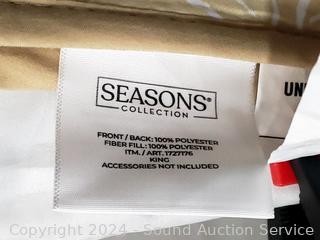 SEASONS®
COLLECTION
FRONT / BACK: 100% POLYESTER
FIBER FILL: 100% POLYESTER
ITM. / ART. 1727176
KING
ACCESSORIES NOT INCLUDED
UN
Copyright 2024 - Sound Auction Service